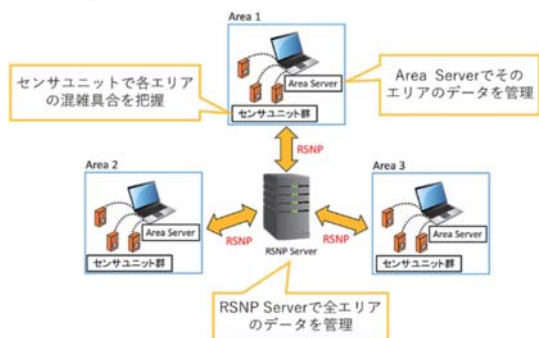 Area 1
センサユニットで各エリア
の混雑具合を把握
Area Server
センサユニット群
Area Serverでその
エリアのデータを管理
RSNP
Area 2
Area Server
センサユニット群
RSNP
RSNP Server
RSNP
Area 3
Area Server
センサユニット群
RSNP Serverで全エリア
のデータを管理